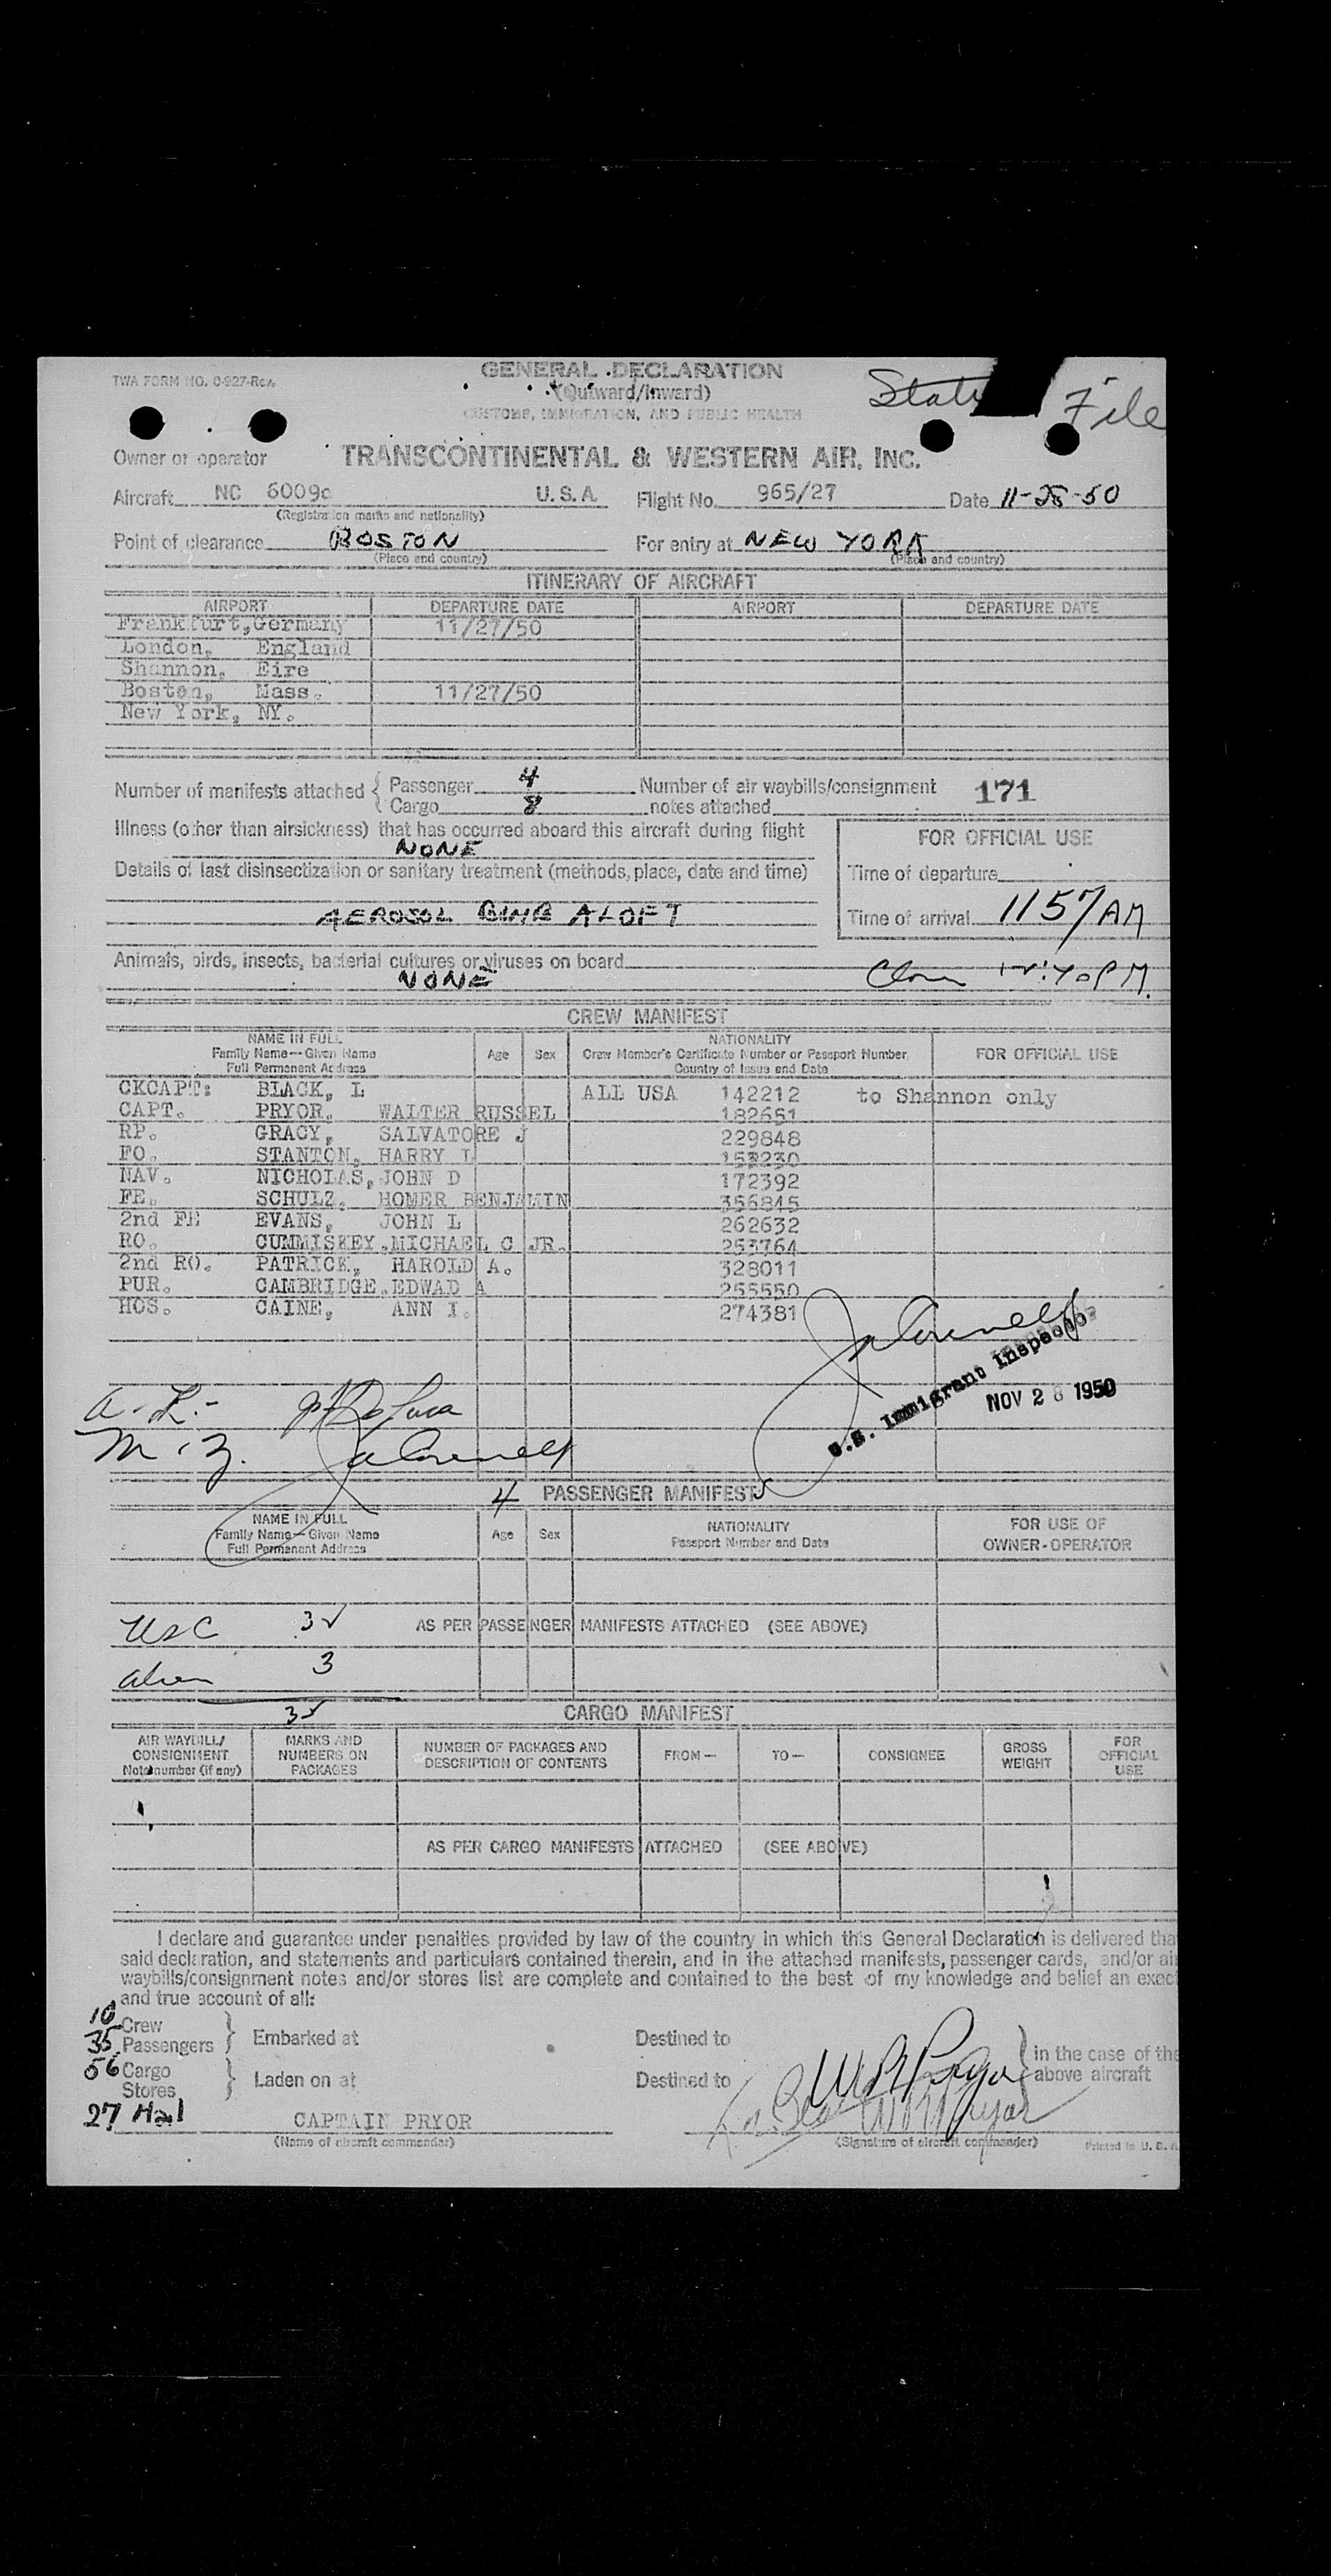 TWA FORM NO. 0-927-Rev.
GENERAL DECLARATION
(Outward/Inward)
CUSTOMS, IMMIGRATION, AND PUBLIC HEALTH
File
Owner or operator TRANSCONTINENTAL & WESTERN AIR, INC.
Aircraft NC 6009c U. S. A. Flight No. 965/27 Date 11-28-50
(Registration marks and nationality)
Point of clearance BOSTON For entry at NEW YORK
(Place and country) (Place and country)
ITINERARY OF AIRCRAFT
AIRPORT DEPARTURE DATE AIRPORT DEPARTURE DATE
Frankfurt,Germany 11/27/50
London, England
Shannon, Eire
Boston, Mass. 11/27/50
New York, NY.
Number of manifests attached { Passenger 4 Number of air waybills/consignment 171
Cargo 8 notes attached
Illness (other than airsickness) that has occurred aboard this aircraft during flight
NONE
FOR OFFICIAL USE
Details of last disinsectization or sanitary treatment (methods, place, date and time)
Time of departure
AEROSOL BMB ALOFT
Time of arrival 1157 AM
Animals, birds, insects, bacterial cultures or viruses on board
NONE
CREW MANIFEST
NAME IN FULL
Family Name—Given Name
Full Permanent Address
Age Sex
NATIONALITY
Crew Member's Certificate Number or Passport Number,
Country of Issue and Date
FOR OFFICIAL USE
CKCAPT: BLACK, L ALL USA 142212 to Shannon only
CAPT. PRYOR, WALTER RUSSEL 182651
RP. GRACY, SALVATORE J 229848
FO. STANTON, HARRY L 153230
NAV. NICHOLAS, JOHN D 172392
FE. SCHULZ, HOMER BENJAMIN 356845
2nd FE EVANS, JOHN L 262632
RO. CUMMISKEY,MICHAEL C JR. 253764
2nd RO. PATRICK, HAROLD A. 328011
PUR. CAMBRIDGE,EDWAD A 255550
HOS. CAINE, ANN I. 274381
U.S. Immigrant Inspector
NOV 28 1950
4 PASSENGER MANIFESTS
NAME IN FULL
Family Name—Given Name
Full Permanent Address
Age Sex
NATIONALITY
Passport Number and Date
FOR USE OF
OWNER-OPERATOR
USC 32
AS PER PASSENGER MANIFESTS ATTACHED (SEE ABOVE)
alien 3
35
CARGO MANIFEST
AIR WAYBILL/
CONSIGNMENT
Note number (if any)
MARKS AND
NUMBERS ON
PACKAGES
NUMBER OF PACKAGES AND
DESCRIPTION OF CONTENTS
FROM— TO— CONSIGNEE
GROSS
WEIGHT
FOR
OFFICIAL
USE
AS PER CARGO MANIFESTS ATTACHED (SEE ABOVE)
I declare and guarantee under penalties provided by law of the country in which this General Declaration is delivered tha
said declaration, and statements and particulars contained therein, and in the attached manifests, passenger cards, and/or air
waybills/consignment notes and/or stores list are complete and contained to the best of my knowledge and belief an exac
and true account of all:
10 Crew
35 Passengers } Embarked at Destined to
56 Cargo
Stores } Laden on at Destined to
} in the case of the
above aircraft
27 Mail
CAPTAIN PRYOR
(Name of aircraft commander)
(Signature of aircraft commander)
Printed in U. S. A